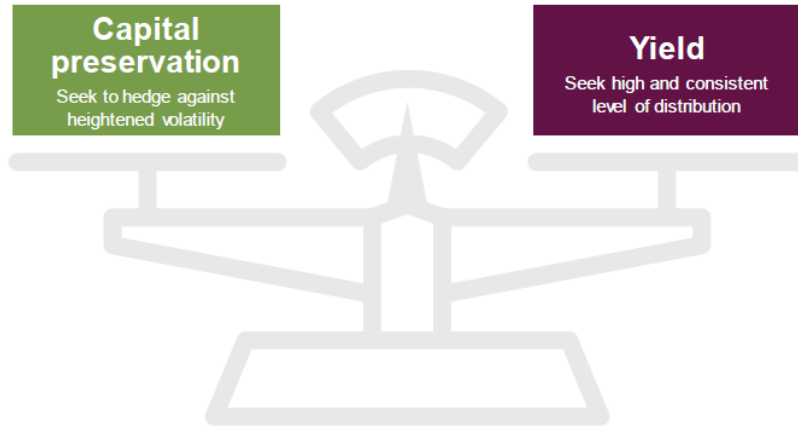 Capital
preservation
Seek to hedge against
heightened volatility
Yield
Seek high and consistent
level of distribution